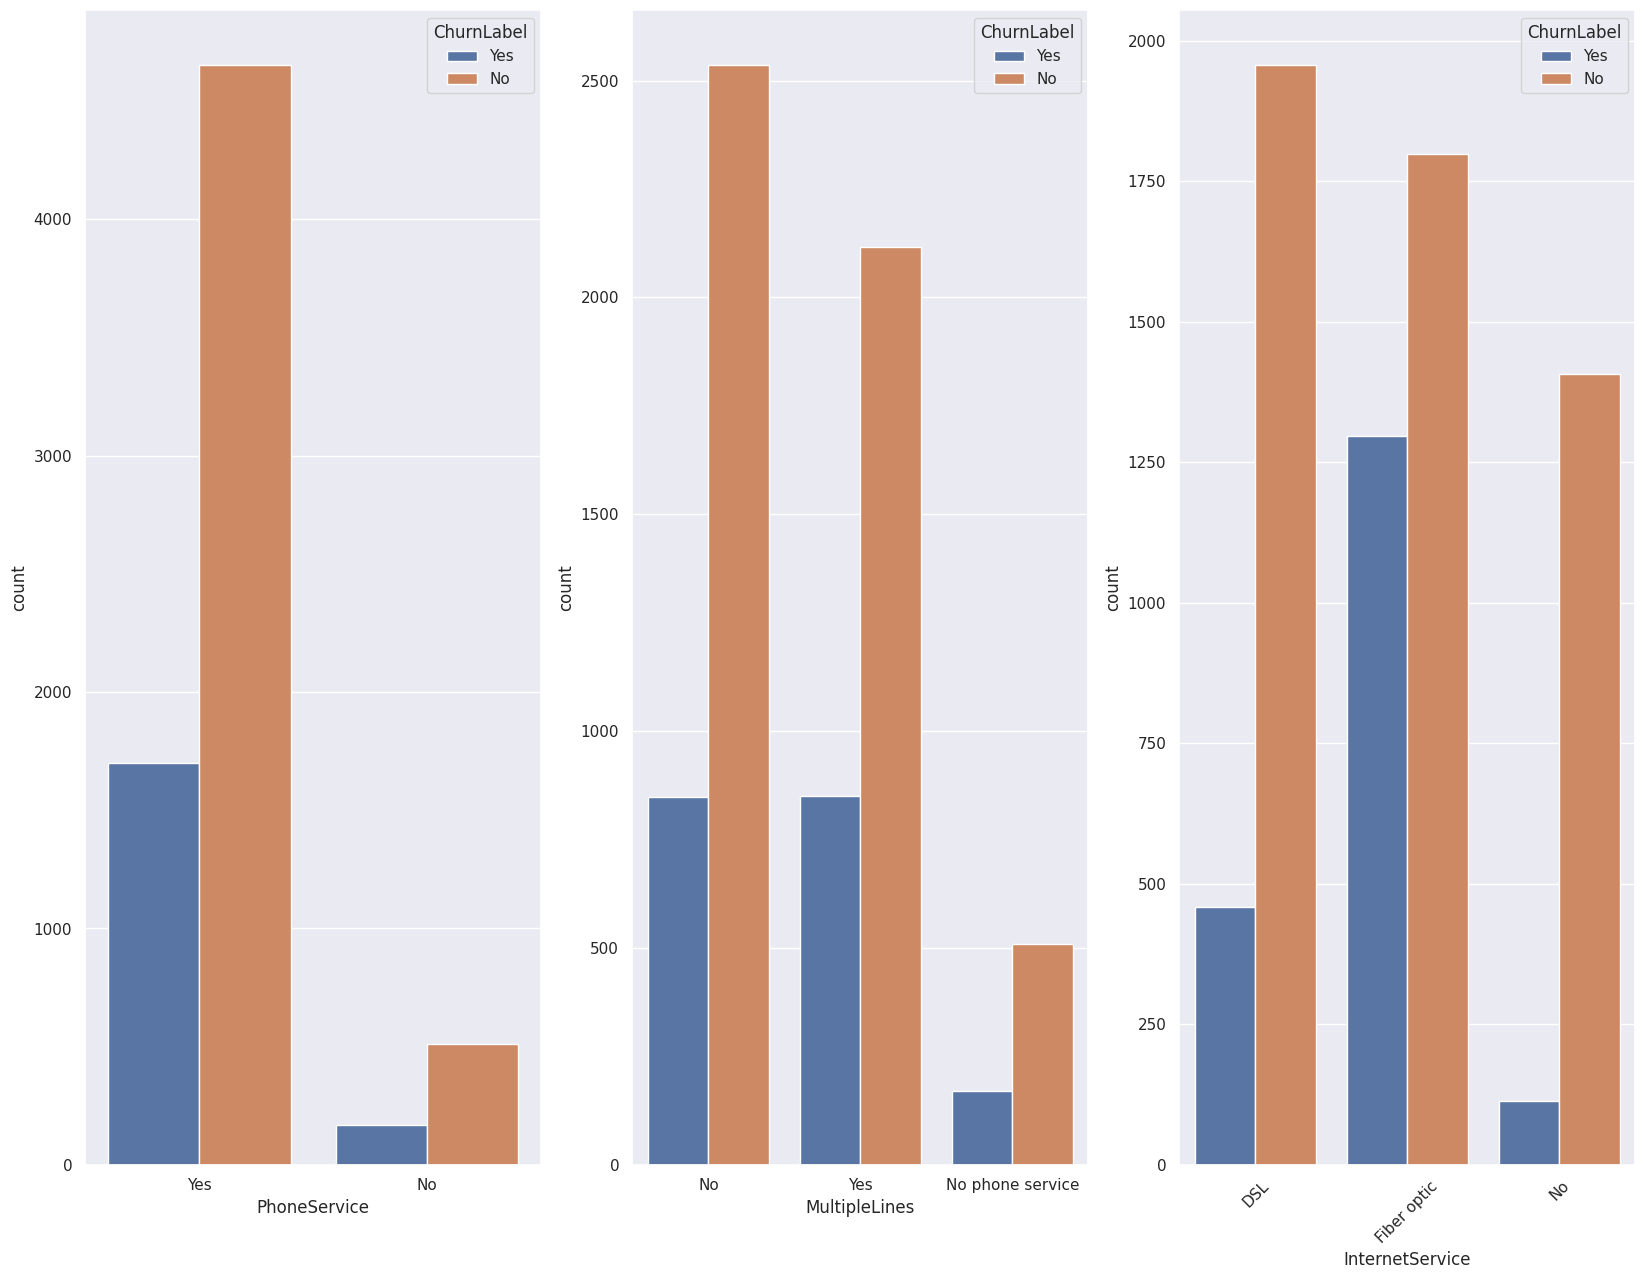 ChurnLabel
Yes
No
4000
3000
2000
1000
0
count
Yes
No
PhoneService
ChurnLabel
Yes
No
2500
2000
1500
1000
500
0
count
No
Yes
No phone service
MultipleLines
ChurnLabel
Yes
No
2000
1750
1500
1250
1000
750
500
250
0
count
DSL
Fiber optic
No
InternetService